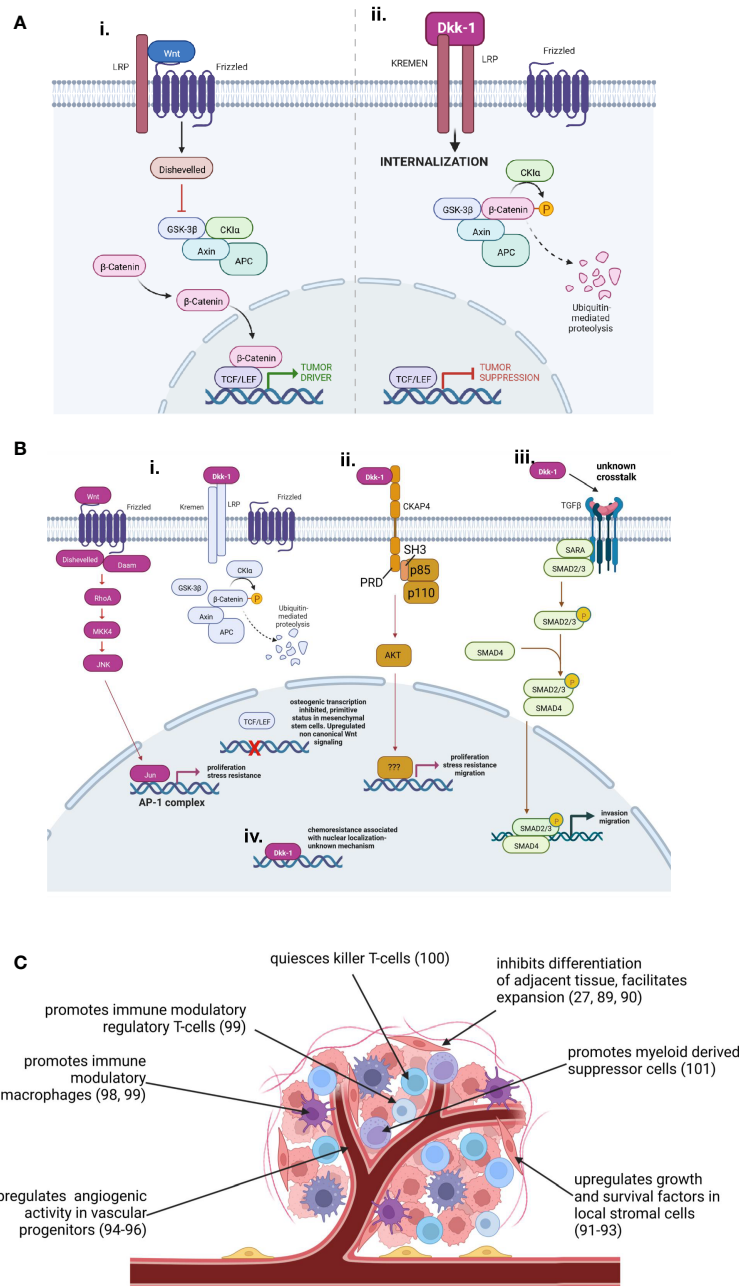 A
i.
LRP
Wnt
Frizzled
Dishevelled
GSK-3β
CKIα
Axin
APC
β-Catenin
β-Catenin
β-Catenin
TCF/LEF
TUMOR
DRIVER
ii.
Dkk-1
KREMEN
LRP
Frizzled
INTERNALIZATION
CKIα
GSK-3β
β-Catenin
P
Axin
APC
Ubiquitin-
mediated
proteolysis
TCF/LEF
TUMOR
SUPPRESSION
B
Wnt
Frizzled
Dishevelled
Daam
RhoA
MKK4
JNK
Jun
AP-1 complex
proliferation
stress resistance
i.
Dkk-1
Kremen
LRP
Frizzled
CKIα
GSK-3β
β-Catenin
P
Axin
APC
Ubiquitin-
mediated
proteolysis
TCF/LEF
osteogenic transcription
inhibited, primitive
status in mesenchymal
stem cells. Upregulated
non canonical Wnt
signaling
ii.
Dkk-1
CKAP4
SH3
PRD
p85
p110
AKT
???
proliferation
stress resistance
migration
iii.
Dkk-1
unknown
crosstalk
TGFβ
SARA
SMAD2/3
SMAD2/3
P
SMAD4
SMAD2/3
P
SMAD4
SMAD2/3
P
SMAD4
invasion
migration
iv.
Dkk-1
chemoresistance associated
with nuclear localization-
unknown mechanism
C
quiesces killer T-cells (100)
inhibits differentiation
of adjacent tissue, facilitates
expansion (27, 89, 90)
promotes immune modulatory
regulatory T-cells (99)
promotes myeloid derived
suppressor cells (101)
promotes immune
modulatory
macrophages (98, 99)
regulates angiogenic
activity in vascular
progenitors (94-96)
upregulates growth
and survival factors in
local stromal cells
(91-93)